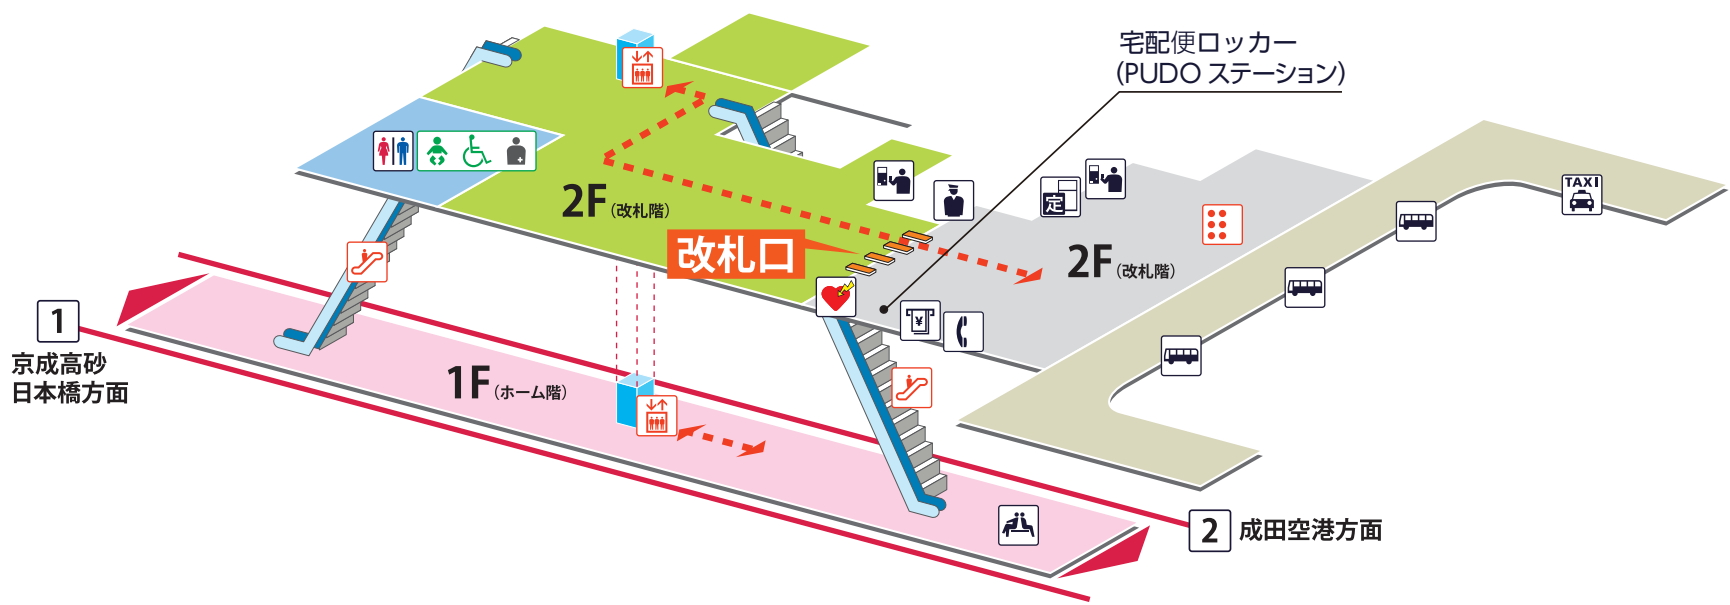 宅配便ロッカー
(PUDO ステーション)
TAXI
定
2F(改札階)
改札口
2F(改札階)
¥
1
京成高砂
日本橋方面
1F(ホーム階)
2
成田空港方面